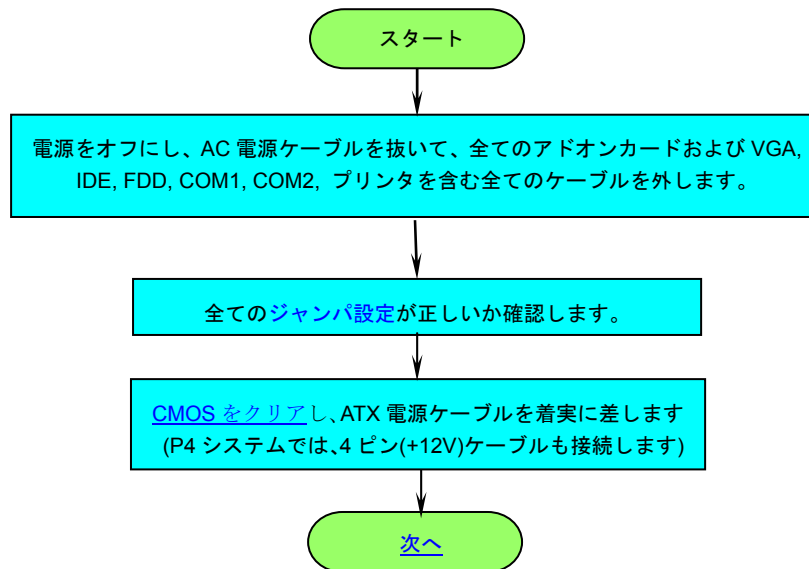 スタート
電源をオフにし、AC 電源ケーブルを抜いて、全てのアドオンカードおよび VGA,
IDE, FDD, COM1, COM2, プリンタを含む全てのケーブルを外します。
全てのジャンパ設定が正しいか確認します。
CMOS をクリアし、ATX 電源ケーブルを着実に差します
(P4 システムでは、4 ピン(+12V)ケーブルも接続します)
次へ